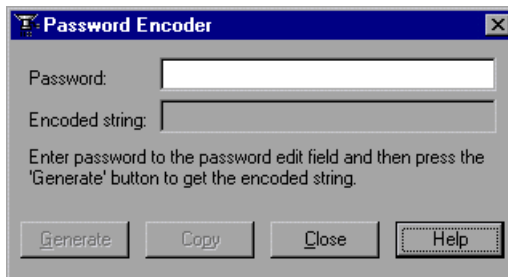 Password Encoder
Password:
Encoded string:
Enter password to the password edit field and then press the
'Generate' button to get the encoded string.
Generate Copy Close Help